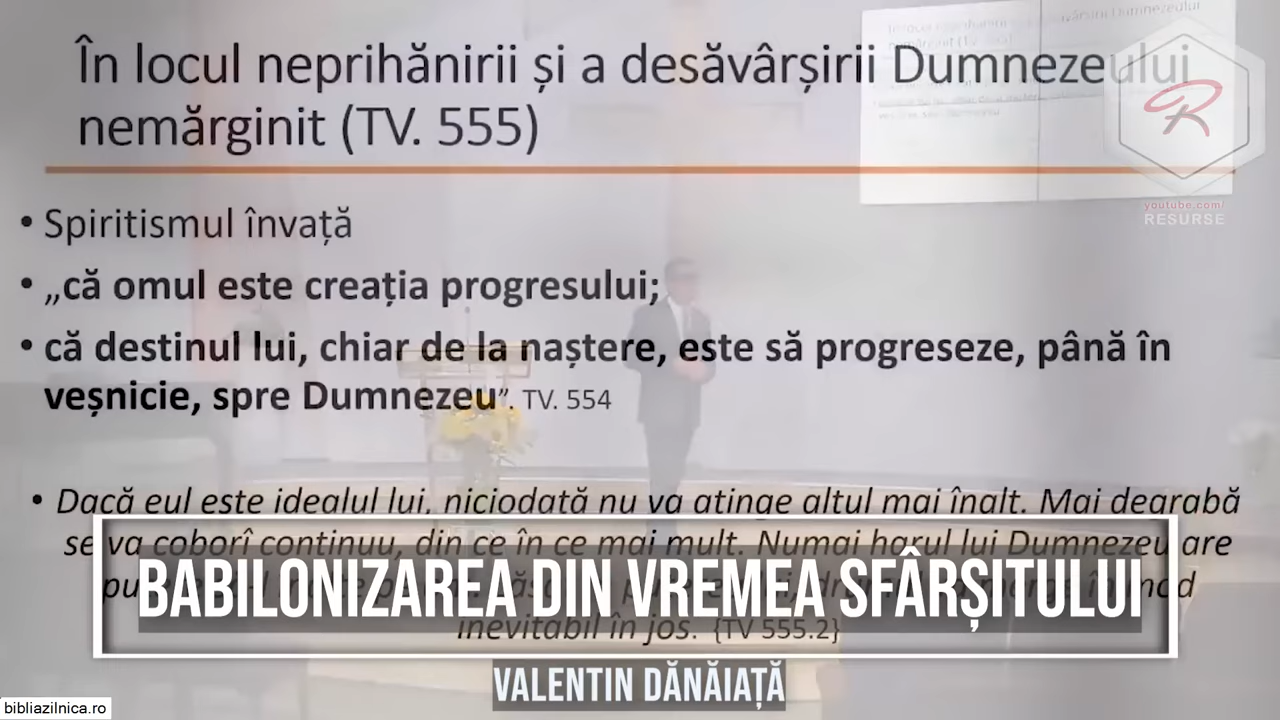 În locul neprihănirii și a desăvârșirii Dumnezeului
nemărginit (TV. 555)
youtube.com/
RESURSE
• Spiritismul învață
• „că omul este creația progresului;
• că destinul lui, chiar de la naștere, este să progreseze, până în
veșnicie, spre Dumnezeu”. TV. 554
• Dacă eul este idealul lui, niciodată nu va atinge altul mai înalt. Mai degrabă
se va coborî continuu, din ce în ce mai mult. Numai harul lui Dumnezeu are
inevitabil în jos. {TV 555.2}
BABILONIZAREA DIN VREMEA SFÂRȘITULUI
VALENTIN DĂNĂIAȚĂ
bibliazilnica.ro